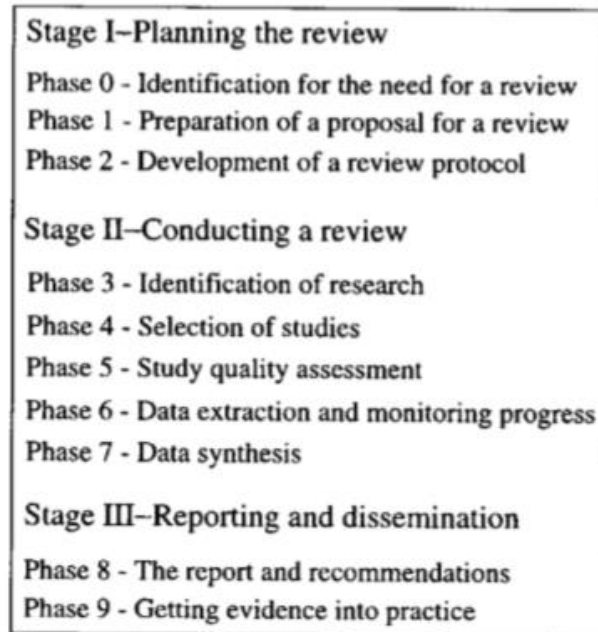 Stage I–Planning the review
Phase 0 - Identification for the need for a review
Phase 1 - Preparation of a proposal for a review
Phase 2 - Development of a review protocol
Stage II–Conducting a review
Phase 3 - Identification of research
Phase 4 - Selection of studies
Phase 5 - Study quality assessment
Phase 6 - Data extraction and monitoring progress
Phase 7 - Data synthesis
Stage III–Reporting and dissemination
Phase 8 - The report and recommendations
Phase 9 - Getting evidence into practice